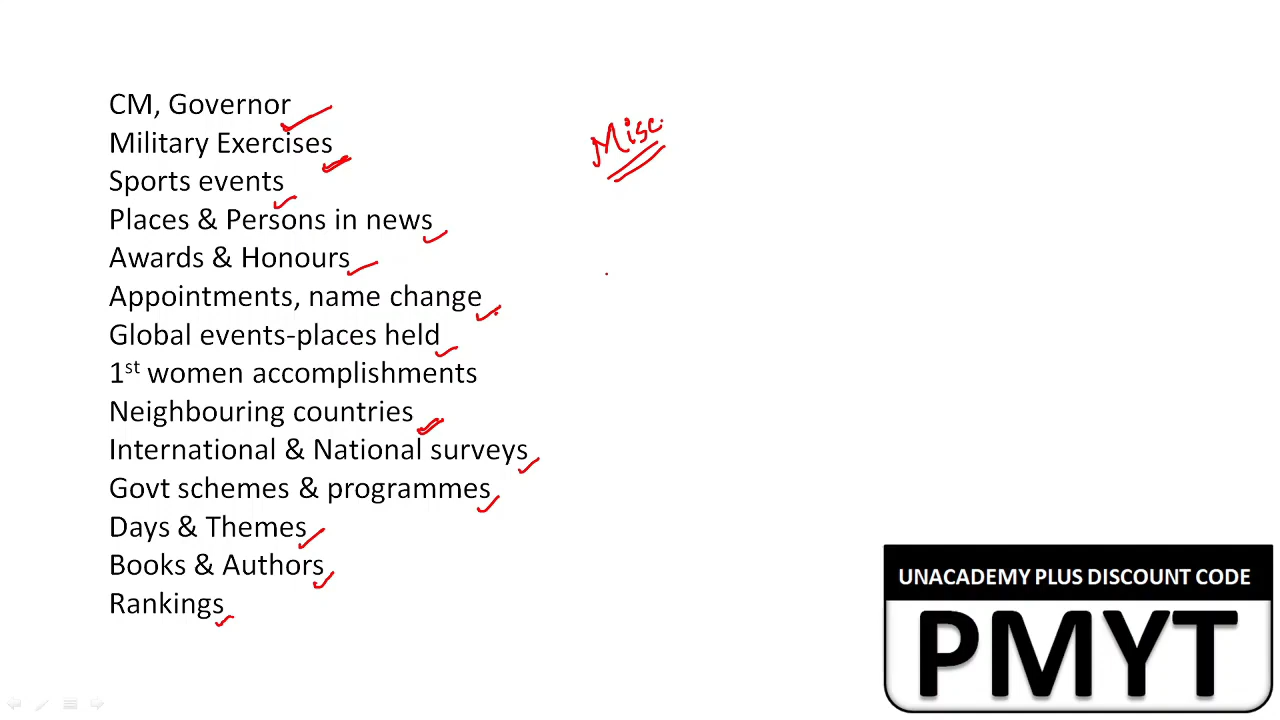 CM, Governor
Military Exercises
Sports events
Places & Persons in news
Awards & Honours
Appointments, name change
Global events-places held
1st women accomplishments
Neighbouring countries
International & National surveys
Govt schemes & programmes
Days & Themes
Books & Authors
Rankings
Misc.
UNACADEMY PLUS DISCOUNT CODE
PMYT